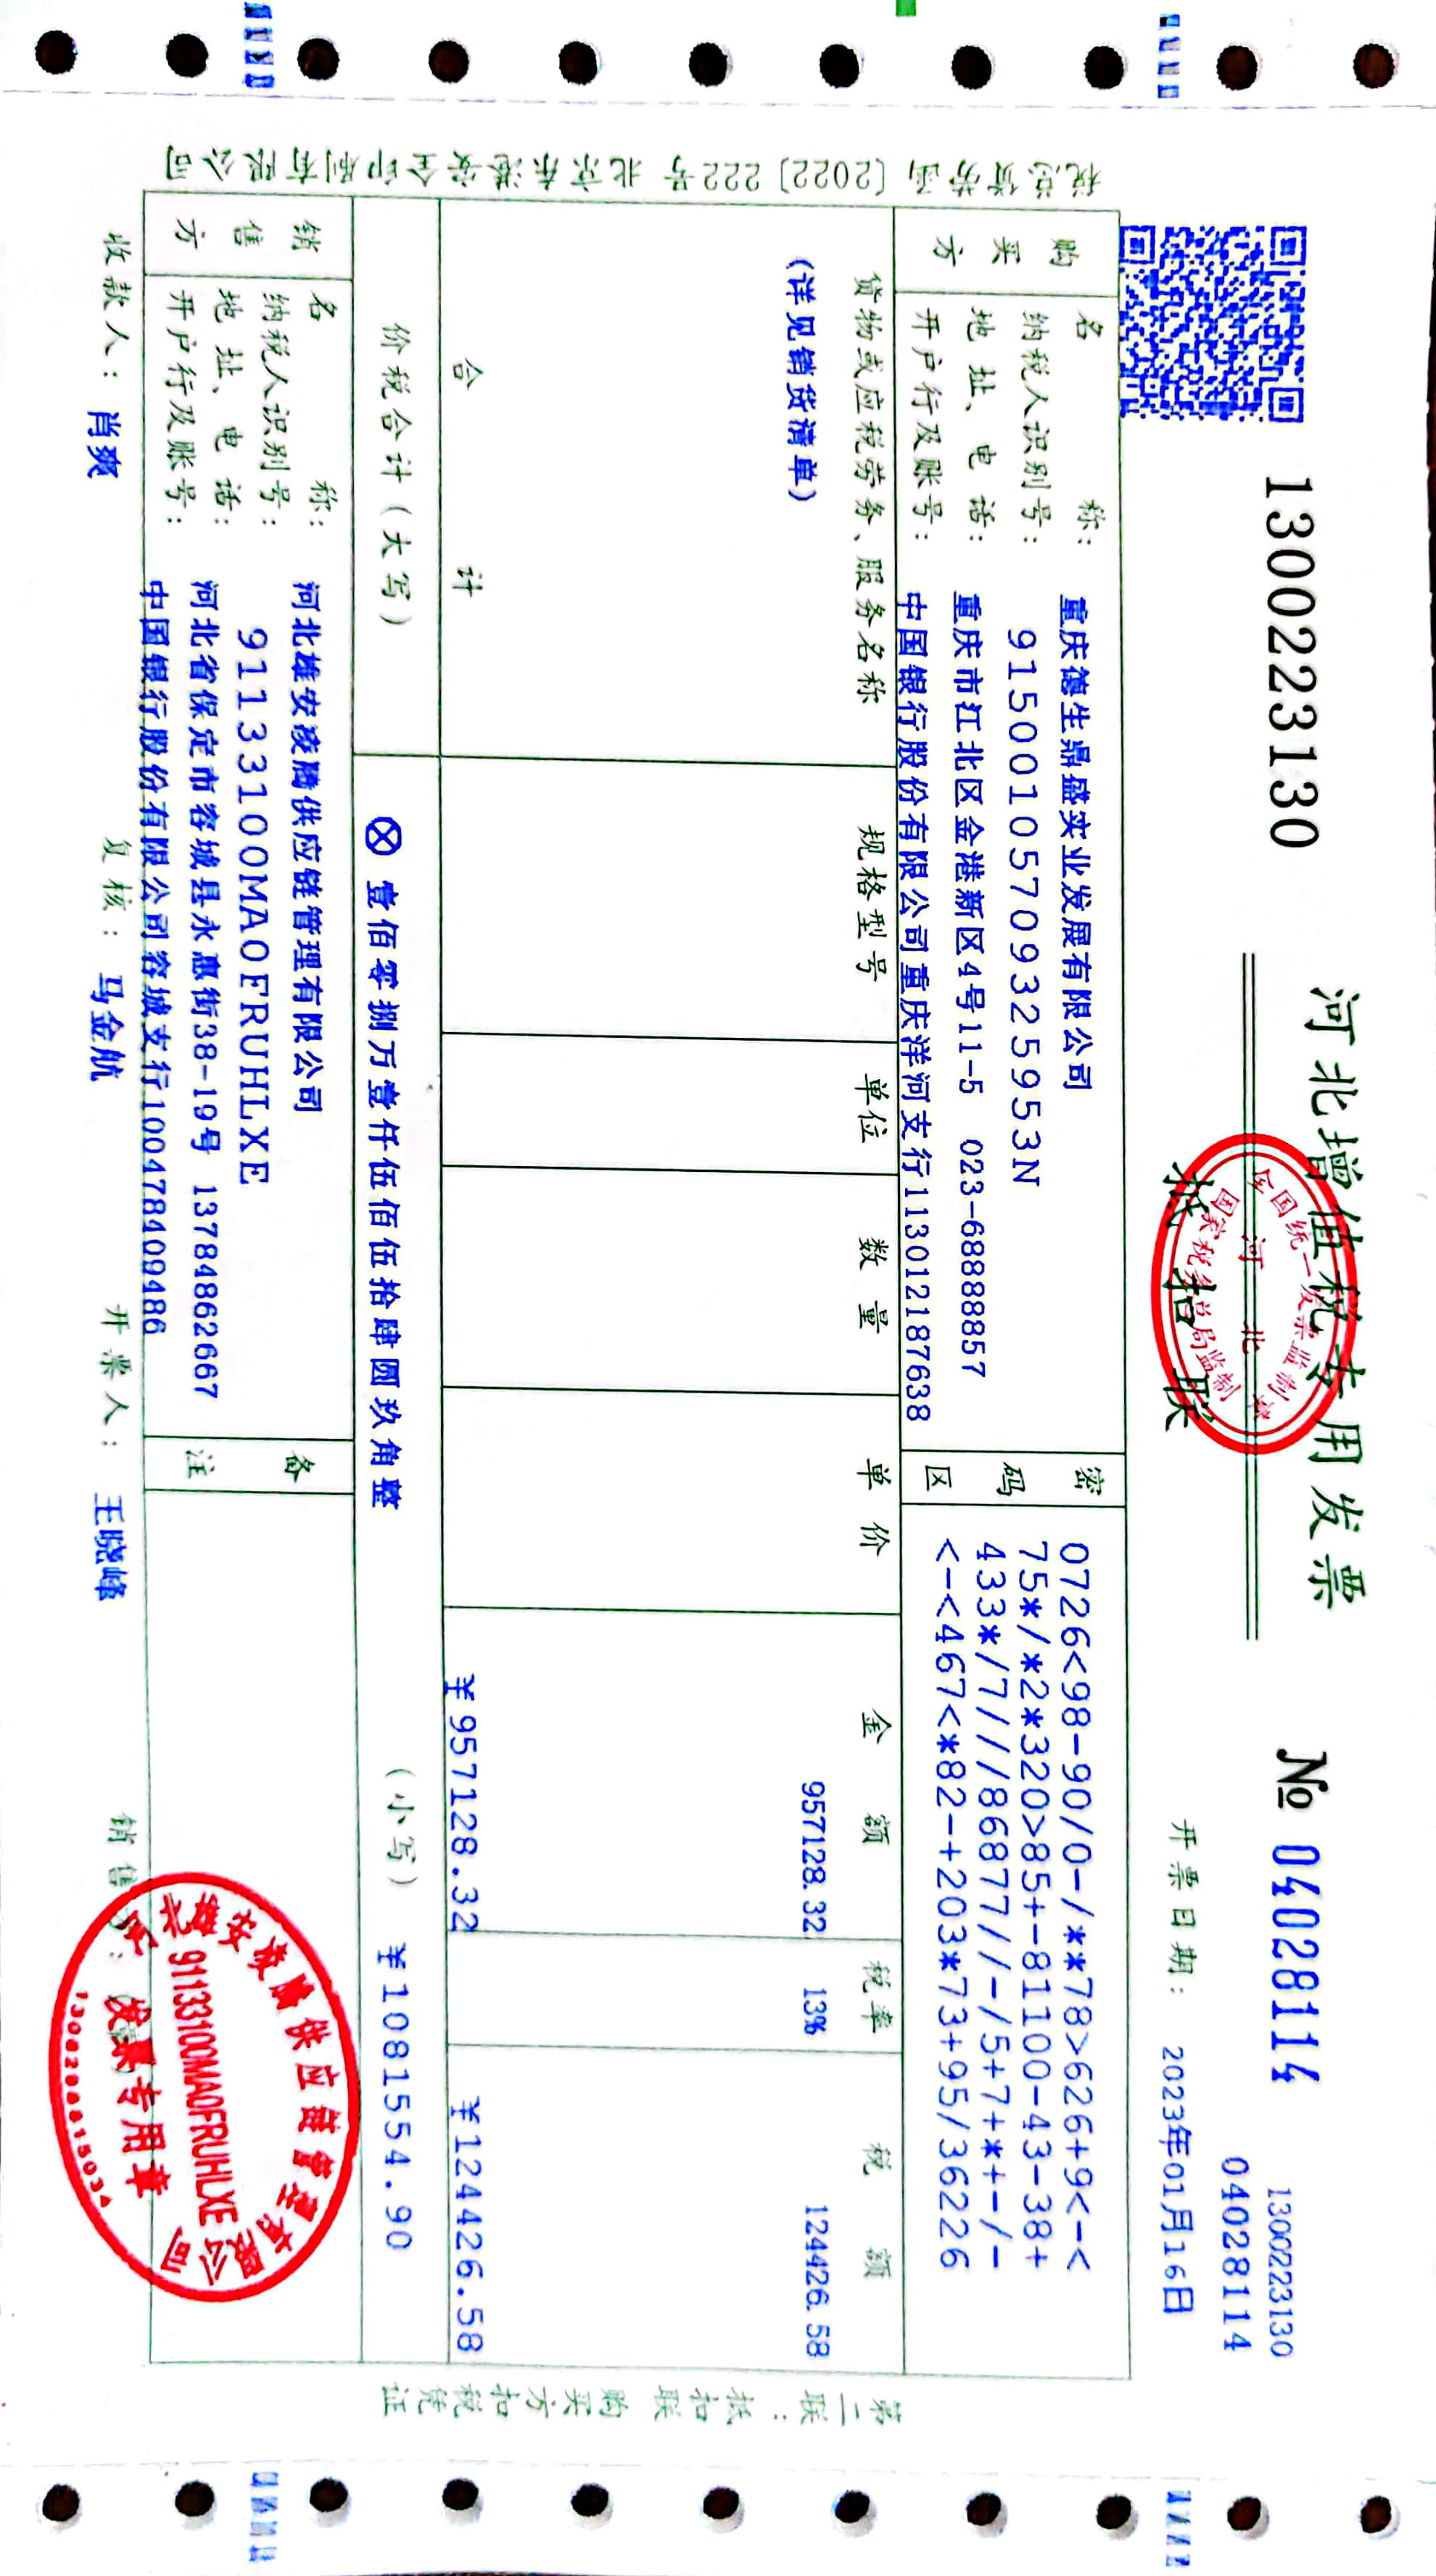 1300223130
河北增值税专用发票
№ 04028114
1300223130
04028114
抵扣联
全国统一发票监制章
河北
国家税务总局监制
开票日期: 2023年01月16日
税总货劳函〔2022〕222号 北京东港安全印刷有限公司
购买方
名 称: 重庆德生鼎盛实业发展有限公司
纳税人识别号: 91500105709325953N
地 址、电 话: 重庆市江北区金港新区4号11-5 023-68888857
开户行及账号: 中国银行股份有限公司重庆洋河支行113012187638
密码区
0726<98-90/0-/**78>626+9<-<
75*/*2*320>85+-81100-43-38+
433*/7///86877//-/5+7+*+-/-
<-<467<*82-+203*73+95/36226
货物或应税劳务、服务名称 规格型号 单位 数量 单价 金额 税率 税额
(详见销货清单) 957128.32 13% 124426.58
合 计 ¥957128.32 ¥124426.58
价税合计(大写) ⊗壹佰零捌万壹仟伍佰伍拾肆圆玖角整 (小写) ¥1081554.90
销售方
名 称: 河北雄安凌腾供应链管理有限公司
纳税人识别号: 91133100MA0FRUHLXE
地 址、电 话: 河北省保定市容城县永惠街38-19号 13784862667
开户行及账号: 中国银行股份有限公司容城支行100478409486
备注
收款人: 肖爽 复核: 马金航 开票人: 王晓峰 销售方:
河北雄安凌腾供应链管理有限公司
91133100MA0FRUHLXE
发票专用章
第二联:抵扣联 购买方扣税凭证